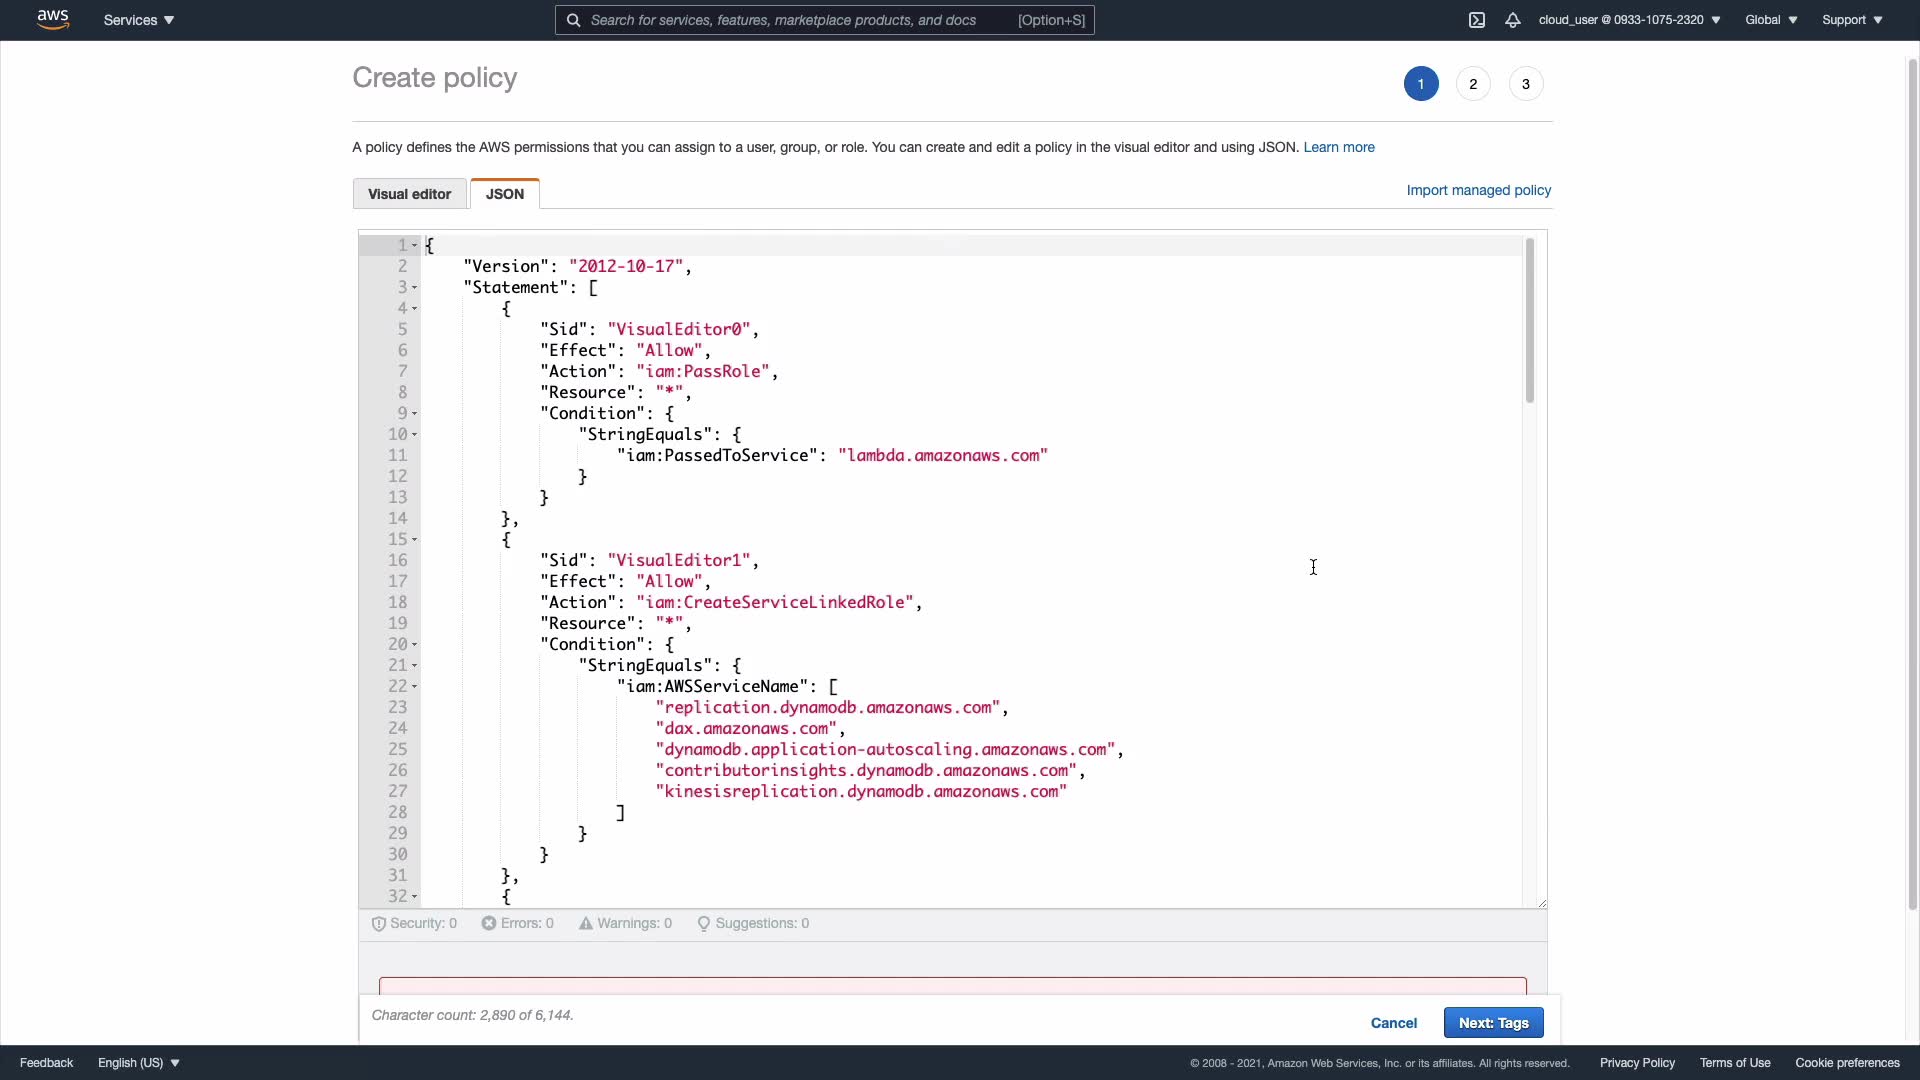 aws Services ▼ Search for services, features, marketplace products, and docs [Option+S] cloud_user @ 0933-1075-2320 ▼ Global ▼ Support ▼
Create policy 1 2 3
A policy defines the AWS permissions that you can assign to a user, group, or role. You can create and edit a policy in the visual editor and using JSON. Learn more
Visual editor JSON Import managed policy
1 {
2 "Version": "2012-10-17",
3 "Statement": [
4 {
5 "Sid": "VisualEditor0",
6 "Effect": "Allow",
7 "Action": "iam:PassRole",
8 "Resource": "*",
9 "Condition": {
10 "StringEquals": {
11 "iam:PassedToService": "lambda.amazonaws.com"
12 }
13 }
14 },
15 {
16 "Sid": "VisualEditor1",
17 "Effect": "Allow",
18 "Action": "iam:CreateServiceLinkedRole",
19 "Resource": "*",
20 "Condition": {
21 "StringEquals": {
22 "iam:AWSServiceName": [
23 "replication.dynamodb.amazonaws.com",
24 "dax.amazonaws.com",
25 "dynamodb.application-autoscaling.amazonaws.com",
26 "contributorinsights.dynamodb.amazonaws.com",
27 "kinesisreplication.dynamodb.amazonaws.com"
28 ]
29 }
30 }
31 },
32 {
Security: 0 Errors: 0 Warnings: 0 Suggestions: 0
Character count: 2,890 of 6,144.
Cancel Next: Tags
Feedback English (US) ▼ © 2008 - 2021, Amazon Web Services, Inc. or its affiliates. All rights reserved. Privacy Policy Terms of Use Cookie preferences